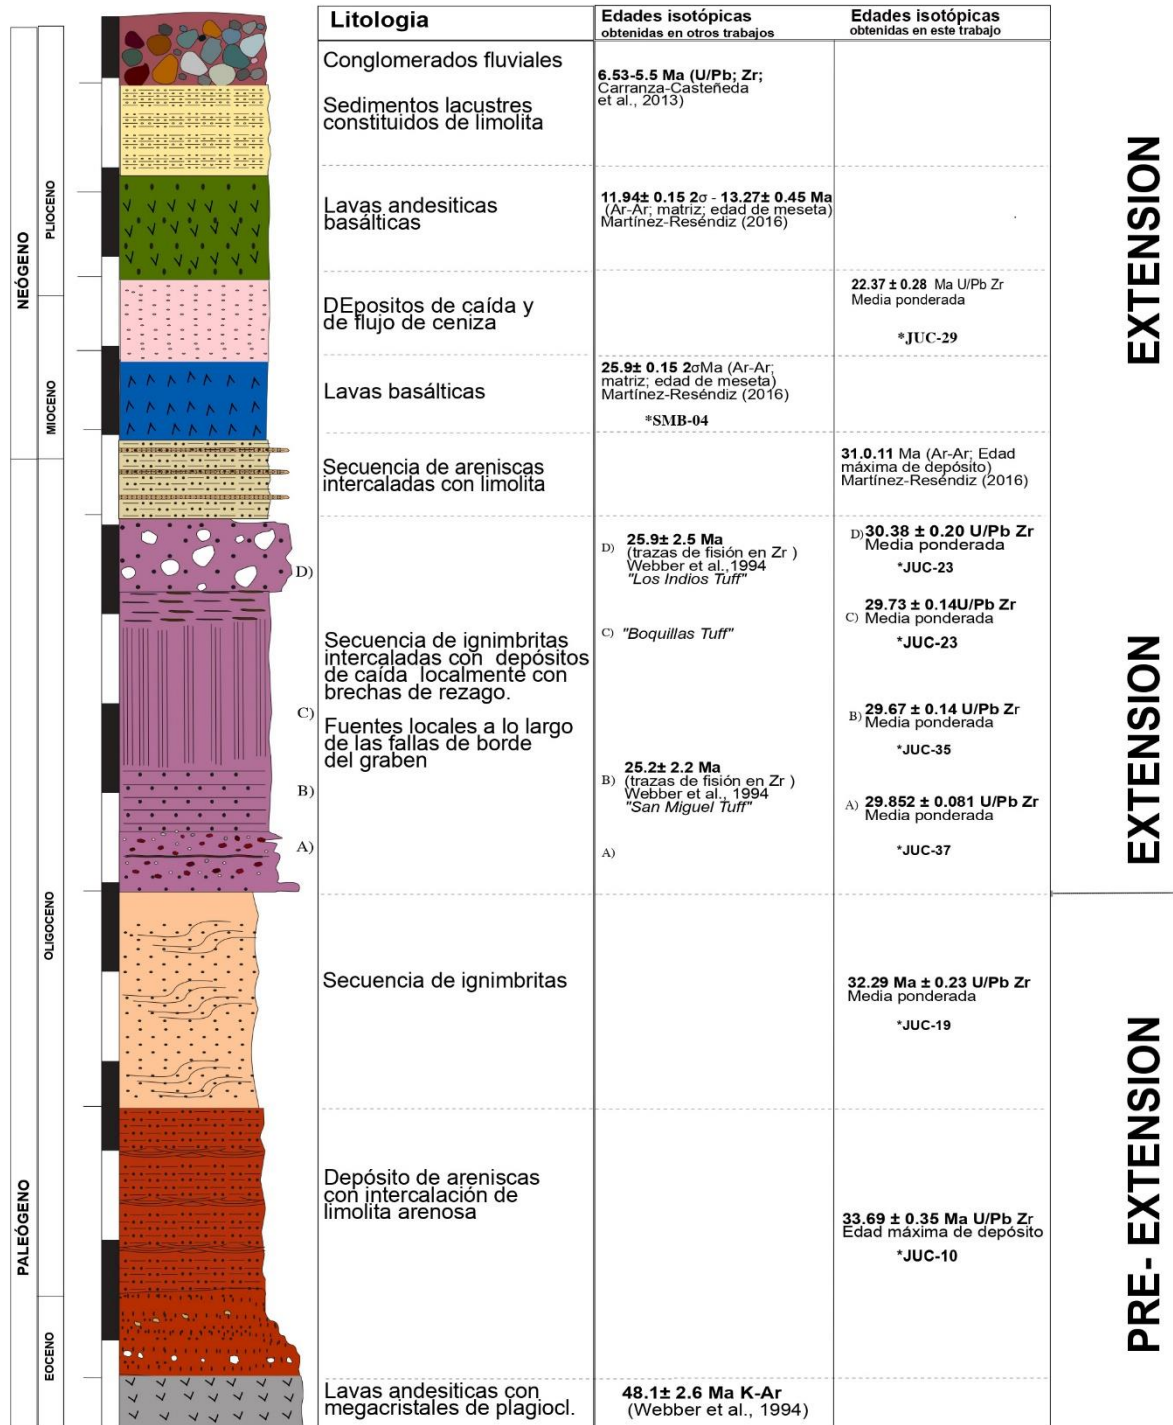 Litologia
Edades isotópicas
obtenidas en otros trabajos
Edades isotópicas
obtenidas en este trabajo
NEÓGENO
PLIOCENO
MIOCENO
PALEÓGENO
OLIGOCENO
EOCENO
Conglomerados fluviales
Sedimentos lacustres
constituidos de limolita
6.53-5.5 Ma (U/Pb; Zr;
Carranza-Casteñeda
et al., 2013)
Lavas andesiticas
basálticas
11.94± 0.15 2σ - 13.27± 0.45 Ma
(Ar-Ar; matriz; edad de meseta)
Martínez-Reséndiz (2016)
DEpositos de caída y
de flujo de ceniza
22.37 ± 0.28 Ma U/Pb Zr
Media ponderada
*JUC-29
Lavas basálticas
25.9± 0.15 2σMa (Ar-Ar;
matriz; edad de meseta)
Martínez-Reséndiz (2016)
*SMB-04
Secuencia de areniscas
intercaladas con limolita
31.0.11 Ma (Ar-Ar; Edad
máxima de depósito)
Martínez-Reséndiz (2016)
D)
C)
B)
A)
Secuencia de ignimbritas
intercaladas con depósitos
de caída localmente con
brechas de rezago.
Fuentes locales a lo largo
de las fallas de borde
del graben
D) 25.9± 2.5 Ma
(trazas de fisión en Zr )
Webber et al.,1994
"Los Indios Tuff"
C) "Boquillas Tuff"
B) 25.2± 2.2 Ma
(trazas de fisión en Zr )
Webber et al., 1994
"San Miguel Tuff"
A)
D) 30.38 ± 0.20 U/Pb Zr
Media ponderada
*JUC-23
29.73 ± 0.14U/Pb Zr
C) Media ponderada
*JUC-23
B) 29.67 ± 0.14 U/Pb Zr
Media ponderada
*JUC-35
A) 29.852 ± 0.081 U/Pb Zr
Media ponderada
*JUC-37
Secuencia de ignimbritas
32.29 Ma ± 0.23 U/Pb Zr
Media ponderada
*JUC-19
Depósito de areniscas
con intercalación de
limolita arenosa
33.69 ± 0.35 Ma U/Pb Zr
Edad máxima de depósito
*JUC-10
Lavas andesiticas con
megacristales de plagiocl.
48.1± 2.6 Ma K-Ar
(Webber et al., 1994)
EXTENSION
EXTENSION
PRE- EXTENSION